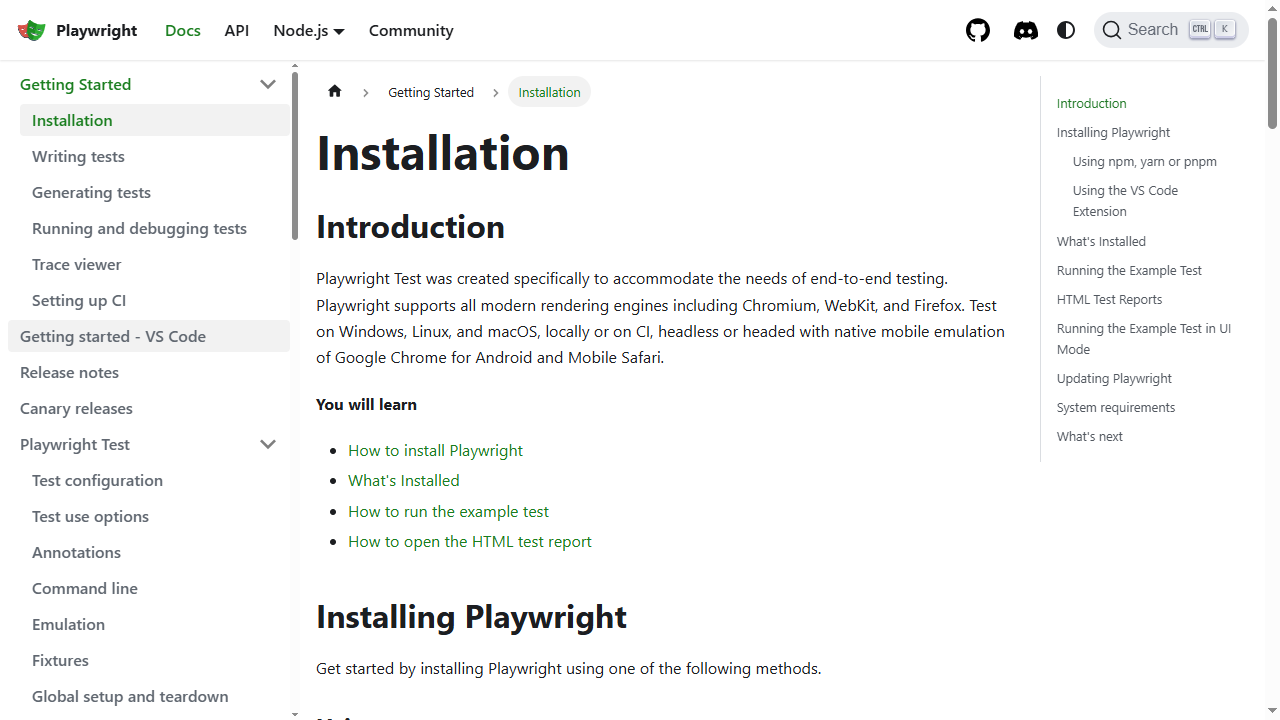 Playwright
Docs
API
Node.js
Community
Search
CTRL
K
Getting Started
Installation
Writing tests
Generating tests
Running and debugging tests
Trace viewer
Setting up CI
Getting started - VS Code
Release notes
Canary releases
Playwright Test
Test configuration
Test use options
Annotations
Command line
Emulation
Fixtures
Global setup and teardown
Getting Started
Installation
Installation
Introduction
Playwright Test was created specifically to accommodate the needs of end-to-end testing.
Playwright supports all modern rendering engines including Chromium, WebKit, and Firefox. Test
on Windows, Linux, and macOS, locally or on CI, headless or headed with native mobile emulation
of Google Chrome for Android and Mobile Safari.
You will learn
How to install Playwright
What's Installed
How to run the example test
How to open the HTML test report
Installing Playwright
Get started by installing Playwright using one of the following methods.
Introduction
Installing Playwright
Using npm, yarn or pnpm
Using the VS Code
Extension
What's Installed
Running the Example Test
HTML Test Reports
Running the Example Test in UI
Mode
Updating Playwright
System requirements
What's next